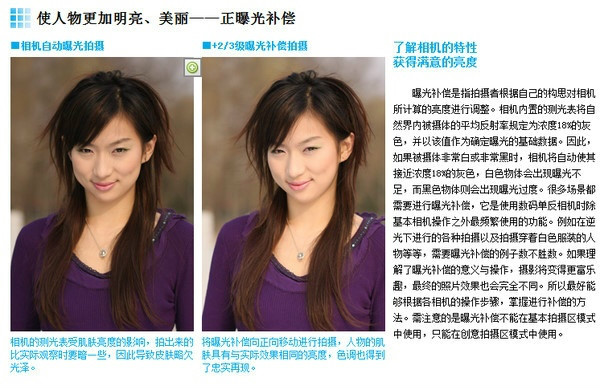 使人物更加明亮、美丽——正曝光补偿
■相机自动曝光拍摄
■+2/3级曝光补偿拍摄
相机的测光表受肌肤亮度的影响，拍出来的
比实际观察时要暗一些，因此导致皮肤略欠
光泽。
将曝光补偿向正向移动进行拍摄，人物的肌
肤具有与实际效果相同的亮度，色调也得到
了忠实再现。
了解相机的特性
获得满意的亮度
曝光补偿是指拍摄者根据自己的构思对相机
所计算的亮度进行调整。相机内置的测光表将自
然界内被摄体的平均反射率规定为浓度18%的灰
色，并以该值作为确定曝光的基础数据。因此，
如果被摄体非常白或非常黑时，相机将自动使其
接近浓度18%的灰色，白色物体会出现曝光不
足，而黑色物体则会出现曝光过度。很多场景都
需要进行曝光补偿，它是使用数码单反相机时除
基本相机操作之外最频繁使用的功能。例如在逆
光下进行的各种拍摄以及拍摄穿着白色服装的人
物等等，需要曝光补偿的例子数不胜数。如果理
解了曝光补偿的意义与操作，摄影将变得更富乐
趣，最终的照片效果也会完全不同。所以最好能
够根据各相机的操作步骤，掌握进行补偿的方
法。需注意的是曝光补偿不能在基本拍摄区模式
中使用，只能在创意拍摄区模式中使用。